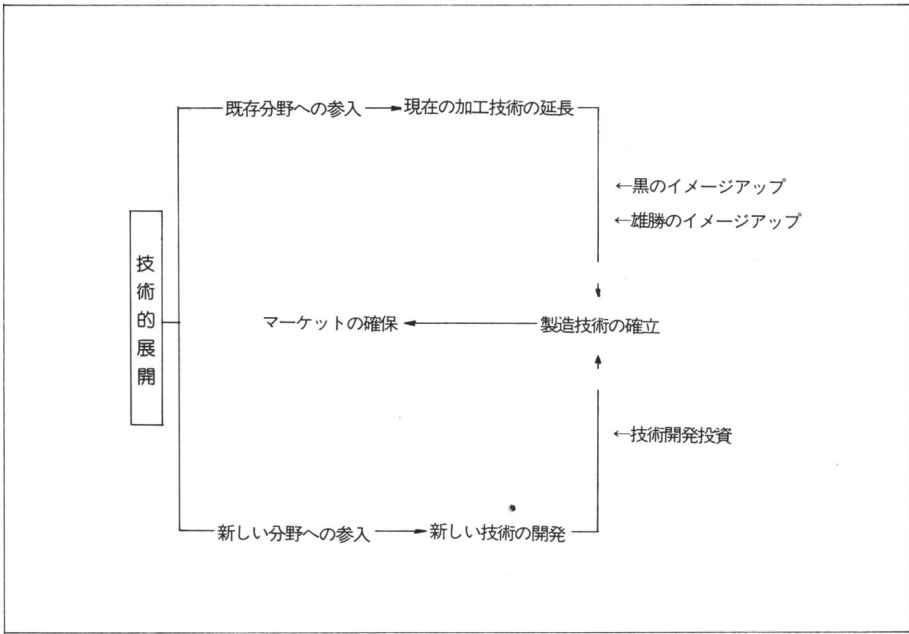 既存分野への参入 → 現在の加工技術の延長
←黒のイメージアップ
←雄勝のイメージアップ
技術的展開
マーケットの確保 ← 製造技術の確立
←技術開発投資
新しい分野への参入 → 新しい技術の開発